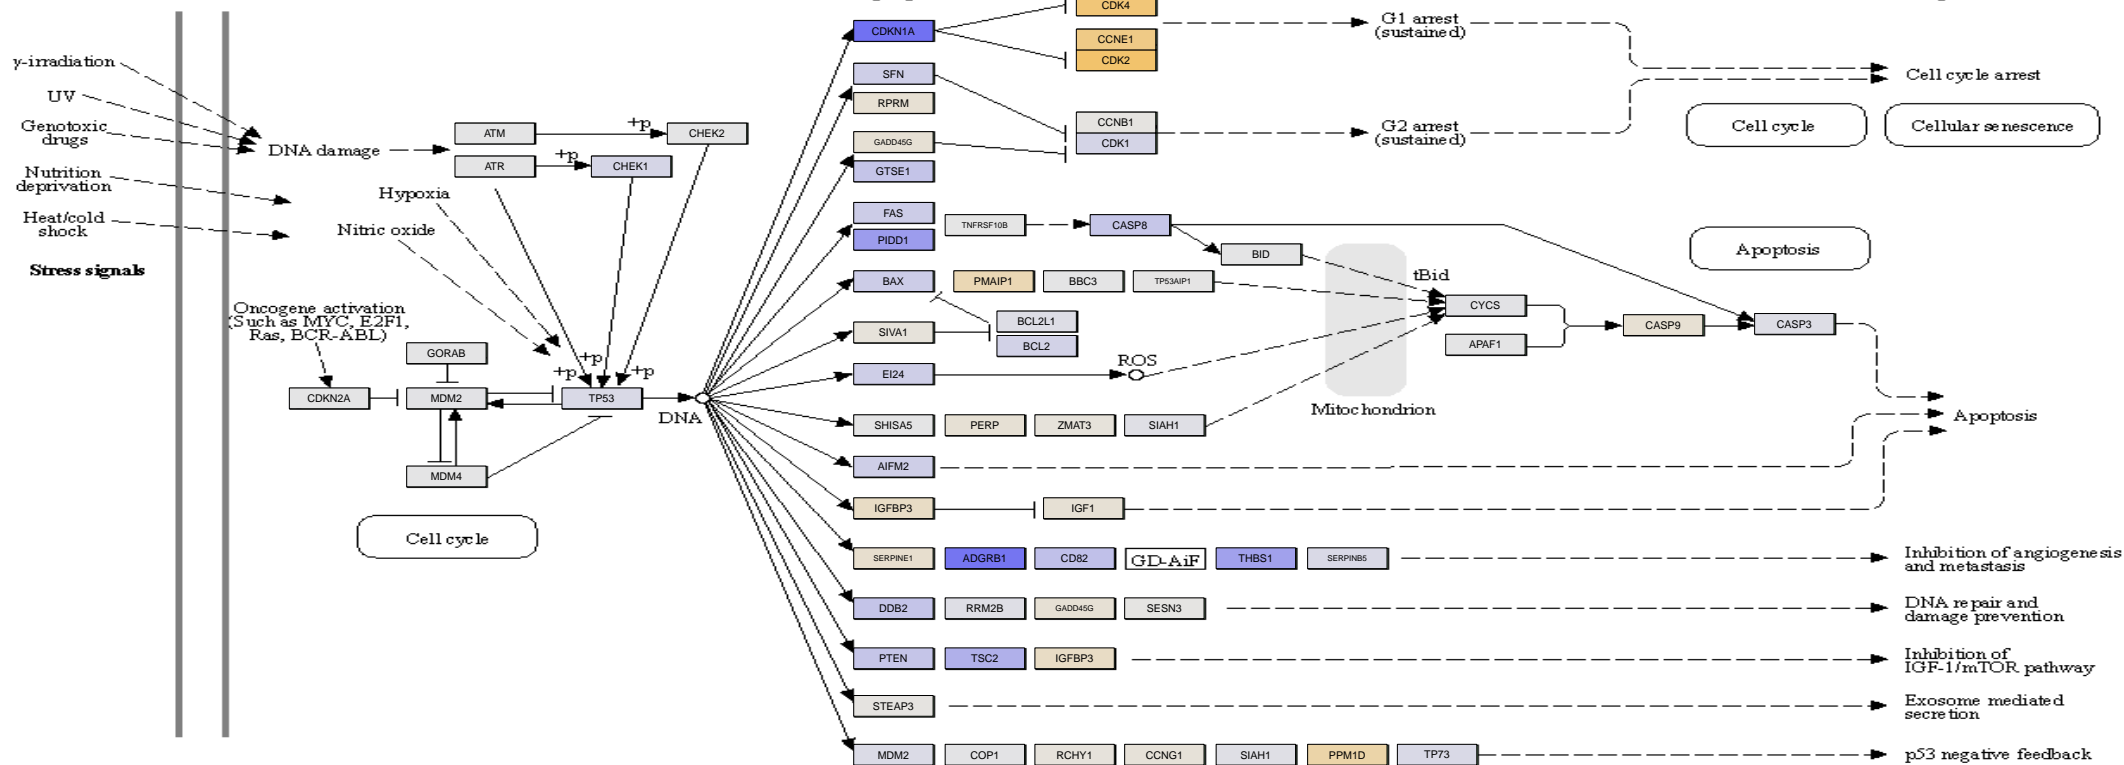 CDK4
CDKN1A
G1 arrest
(sustained)
CCNE1
CDK2
γ-irradiation
UV
Genotoxic
drugs
Nutrition
deprivation
Heat/cold
shock
Stress signals
DNA damage
ATM
+p
CHEK2
ATR
+p
CHEK1
Hypoxia
Nitric oxide
SFN
RPRM
GADD45G
GTSE1
CCNB1
CDK1
G2 arrest
(sustained)
Cell cycle arrest
Cell cycle
Cellular senescence
FAS
PIDD1
TNFRSF10B
CASP8
BID
Apoptosis
BAX
PMAIP1
BBC3
TP53AIP1
tBid
CYCS
BCL2L1
BCL2
SIVA1
CASP9
CASP3
APAF1
Oncogene activation
(Such as MYC, E2F1,
Ras, BCR-ABL)
GORAB
+p
+p
+p
CDKN2A
MDM2
TP53
DNA
MDM4
Cell cycle
EI24
ROS
Mitochondrion
SHISA5
PERP
ZMAT3
SIAH1
Apoptosis
AIFM2
IGFBP3
IGF1
SERPINE1
ADGRB1
CD82
GD-AiF
THBS1
SERPINB5
Inhibition of angiogenesis
and metastasis
DDB2
RRM2B
GADD45G
SESN3
DNA repair and
damage prevention
PTEN
TSC2
IGFBP3
Inhibition of
IGF-1/mTOR pathway
STEAP3
Exosome mediated
secretion
MDM2
COP1
RCHY1
CCNG1
SIAH1
PPM1D
TP73
p53 negative feedback